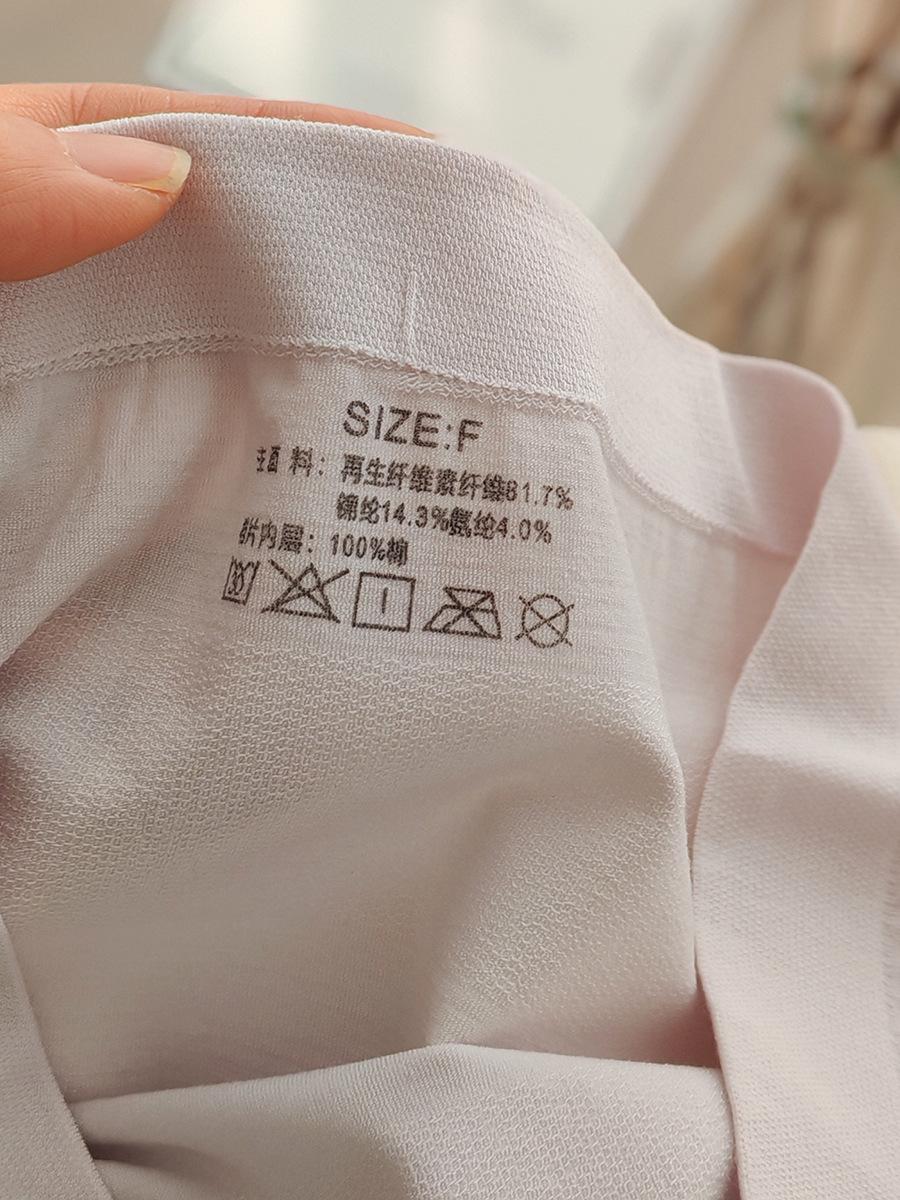 SIZE:F
主面料：再生纤维素纤维81.7%
锦纶14.3%氨纶4.0%
内层：100%棉